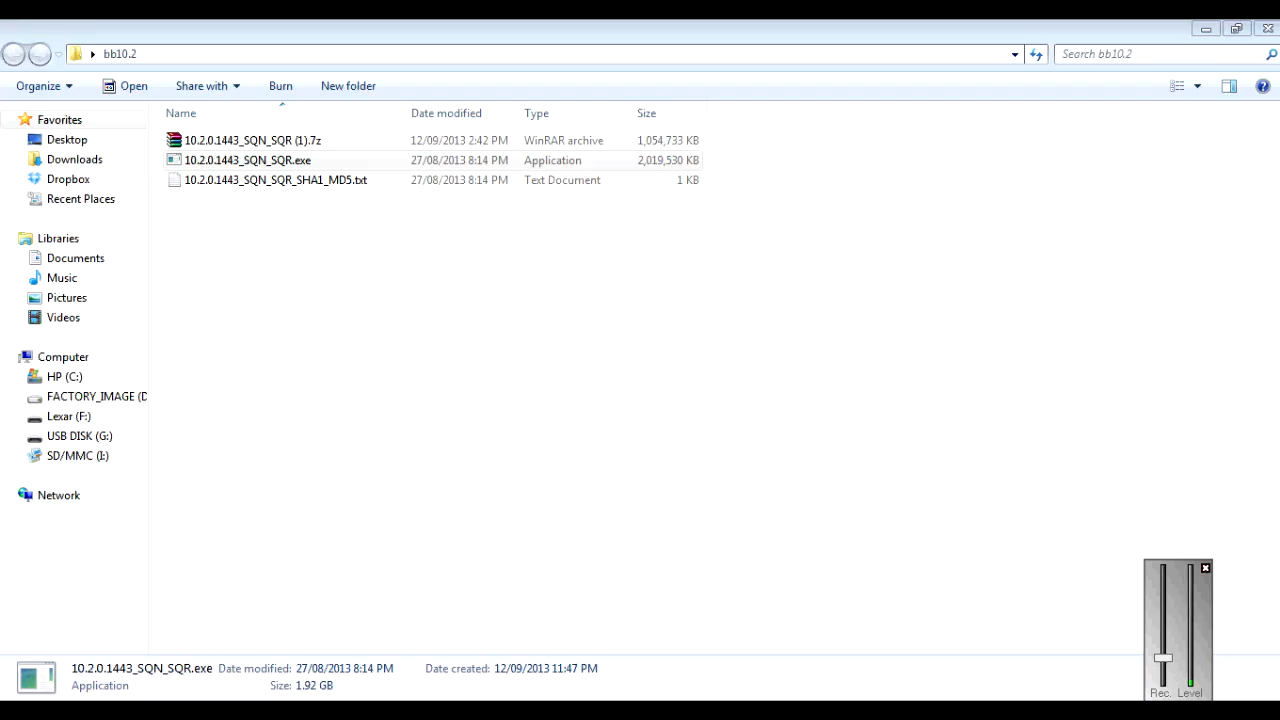 bb10.2
Search bb10.2
Organize
Open
Share with
Burn
New folder
Name
Date modified
Type
Size
10.2.0.1443_SQN_SQR (1).7z 12/09/2013 2:42 PM WinRAR archive 1,054,733 KB
10.2.0.1443_SQN_SQR.exe 27/08/2013 8:14 PM Application 2,019,530 KB
10.2.0.1443_SQN_SQR_SHA1_MD5.txt 27/08/2013 8:14 PM Text Document 1 KB
Favorites
Desktop
Downloads
Dropbox
Recent Places
Libraries
Documents
Music
Pictures
Videos
Computer
HP (C:)
FACTORY_IMAGE (D
Lexar (F:)
USB DISK (G:)
SD/MMC (I:)
Network
10.2.0.1443_SQN_SQR.exe Date modified: 27/08/2013 8:14 PM Date created: 12/09/2013 11:47 PM
Application Size: 1.92 GB
Rec. Level